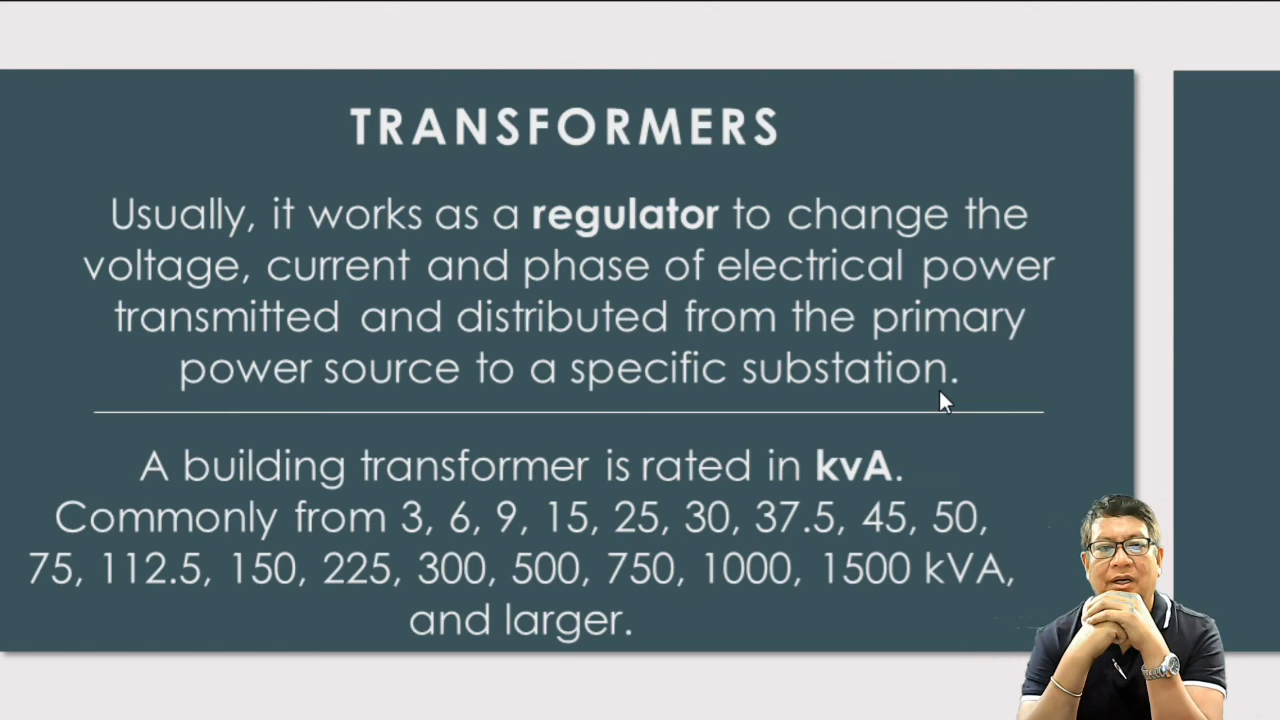 TRANSFORMERS
Usually, it works as a regulator to change the
voltage, current and phase of electrical power
transmitted and distributed from the primary
power source to a specific substation.
A building transformer is rated in kvA.
Commonly from 3, 6, 9, 15, 25, 30, 37.5, 45, 50,
75, 112.5, 150, 225, 300, 500, 750, 1000, 1500 kVA,
and larger.